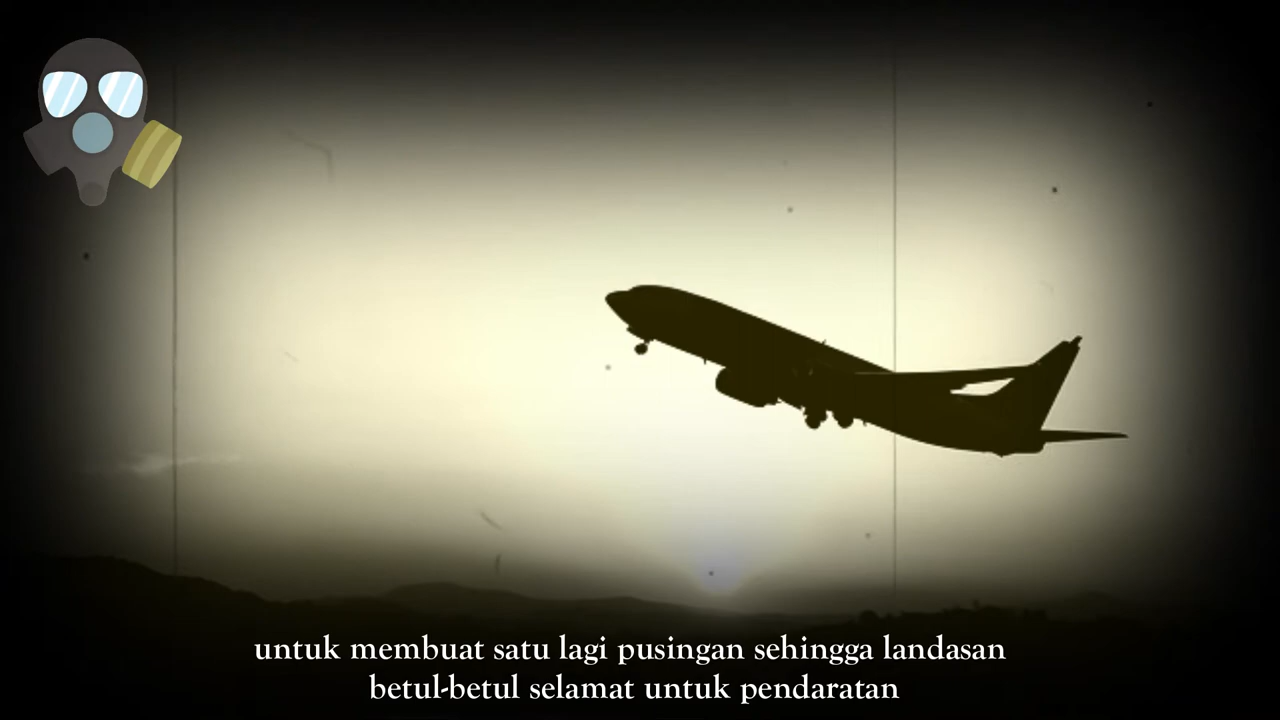 untuk membuat satu lagi pusingan sehingga landasan
betul-betul selamat untuk pendaratan